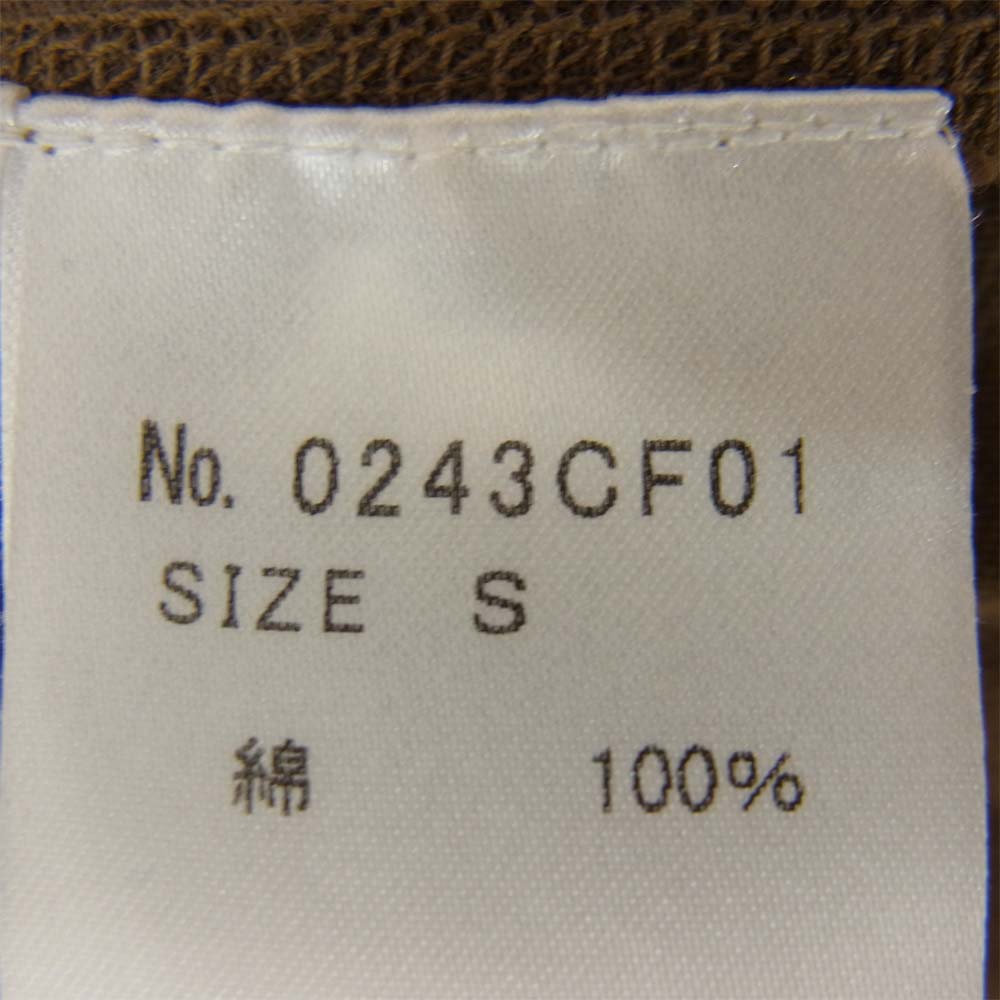 No. 0243CF01
SIZE S
綿 100%